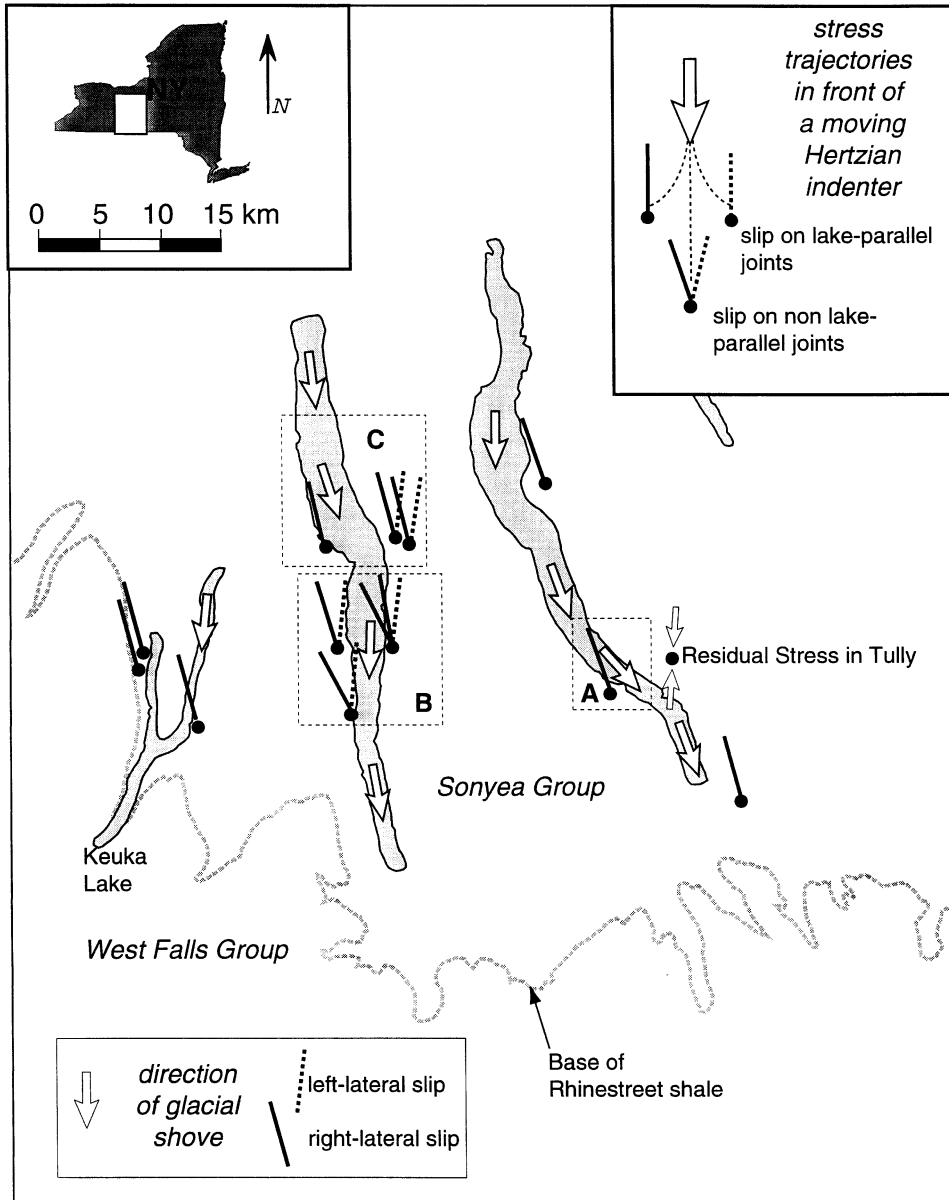 NY
N
0 5 10 15 km
stress
trajectories
in front of
a moving
Hertzian
indenter
slip on lake-parallel
joints
slip on non lake-
parallel joints
C
B
A
Residual Stress in Tully
Sonyea Group
Keuka
Lake
West Falls Group
Base of
Rhinestreet shale
direction
of glacial
shove
left-lateral slip
right-lateral slip